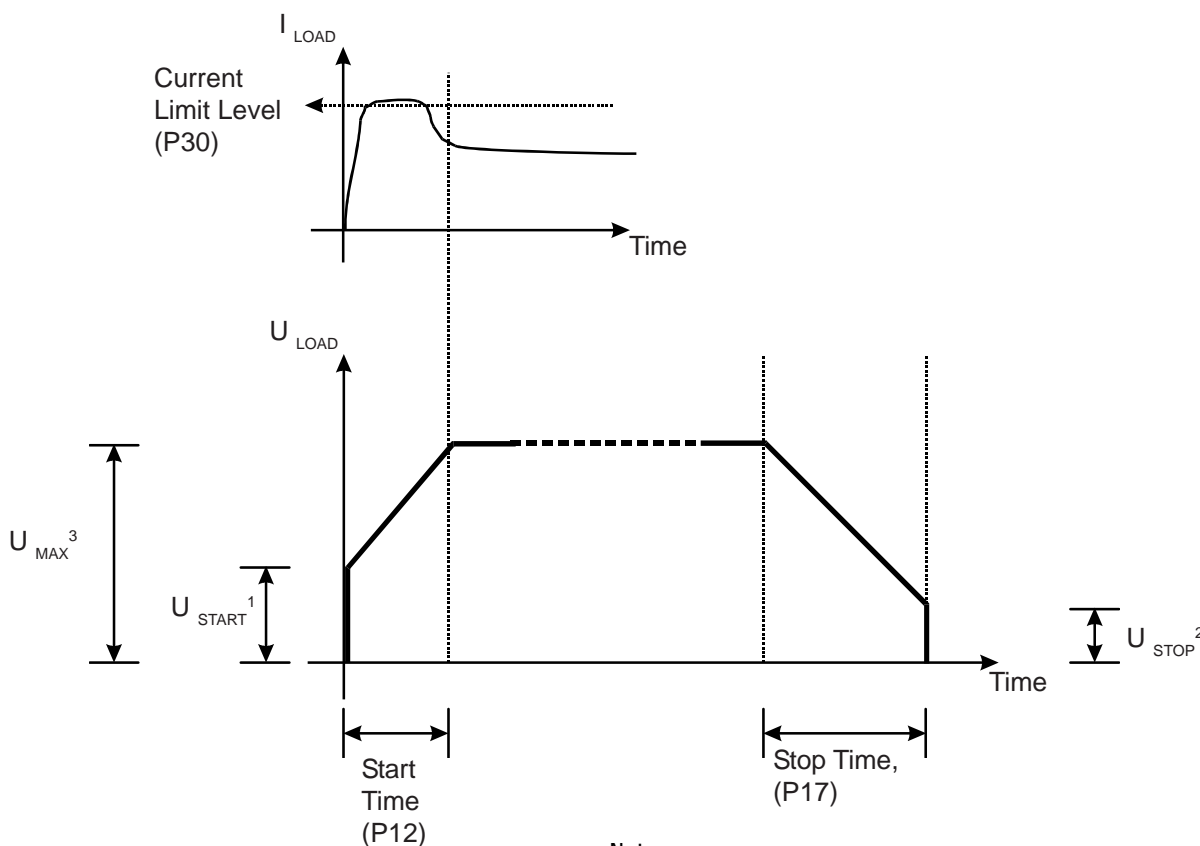 I LOAD
Current
Limit Level
(P30)
Time
U LOAD
U MAX 3
U START 1
U STOP 2
Time
Start
Time
(P12)
Stop Time,
(P17)